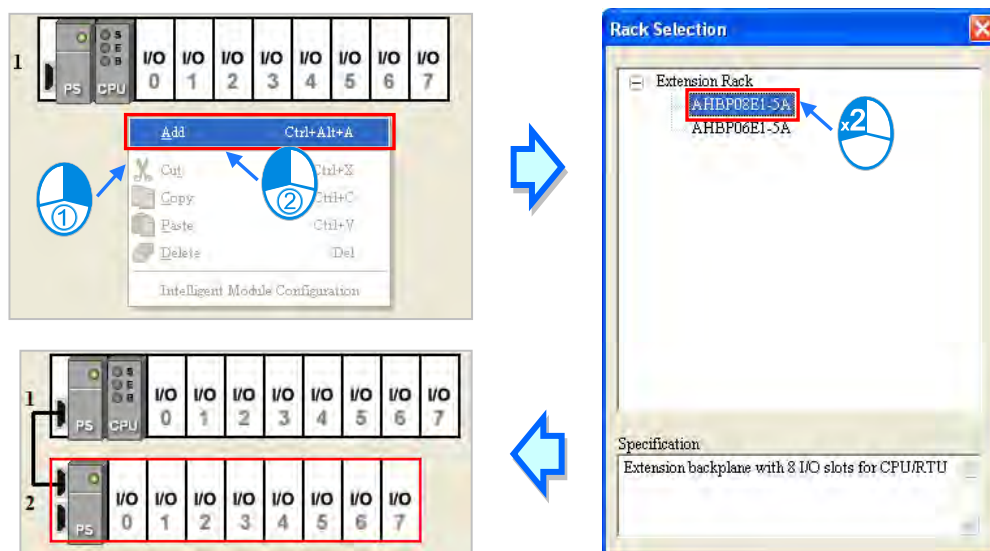 1
S
E
B
PS CPU
I/O I/O I/O I/O I/O I/O I/O I/O
0 1 2 3 4 5 6 7
Add Ctrl+Alt+A
Cut Ctrl+X
Copy Ctrl+C
Paste Ctrl+V
Delete Del
Intelligent Module Configuration
1
2
Rack Selection
Extension Rack
AHBP08E1-5A
AHBP06E1-5A
x2
Specification
Extension backplane with 8 I/O slots for CPU/RTU
1
S
E
B
PS CPU
I/O I/O I/O I/O I/O I/O I/O I/O
0 1 2 3 4 5 6 7
2
PS
I/O I/O I/O I/O I/O I/O I/O I/O
0 1 2 3 4 5 6 7